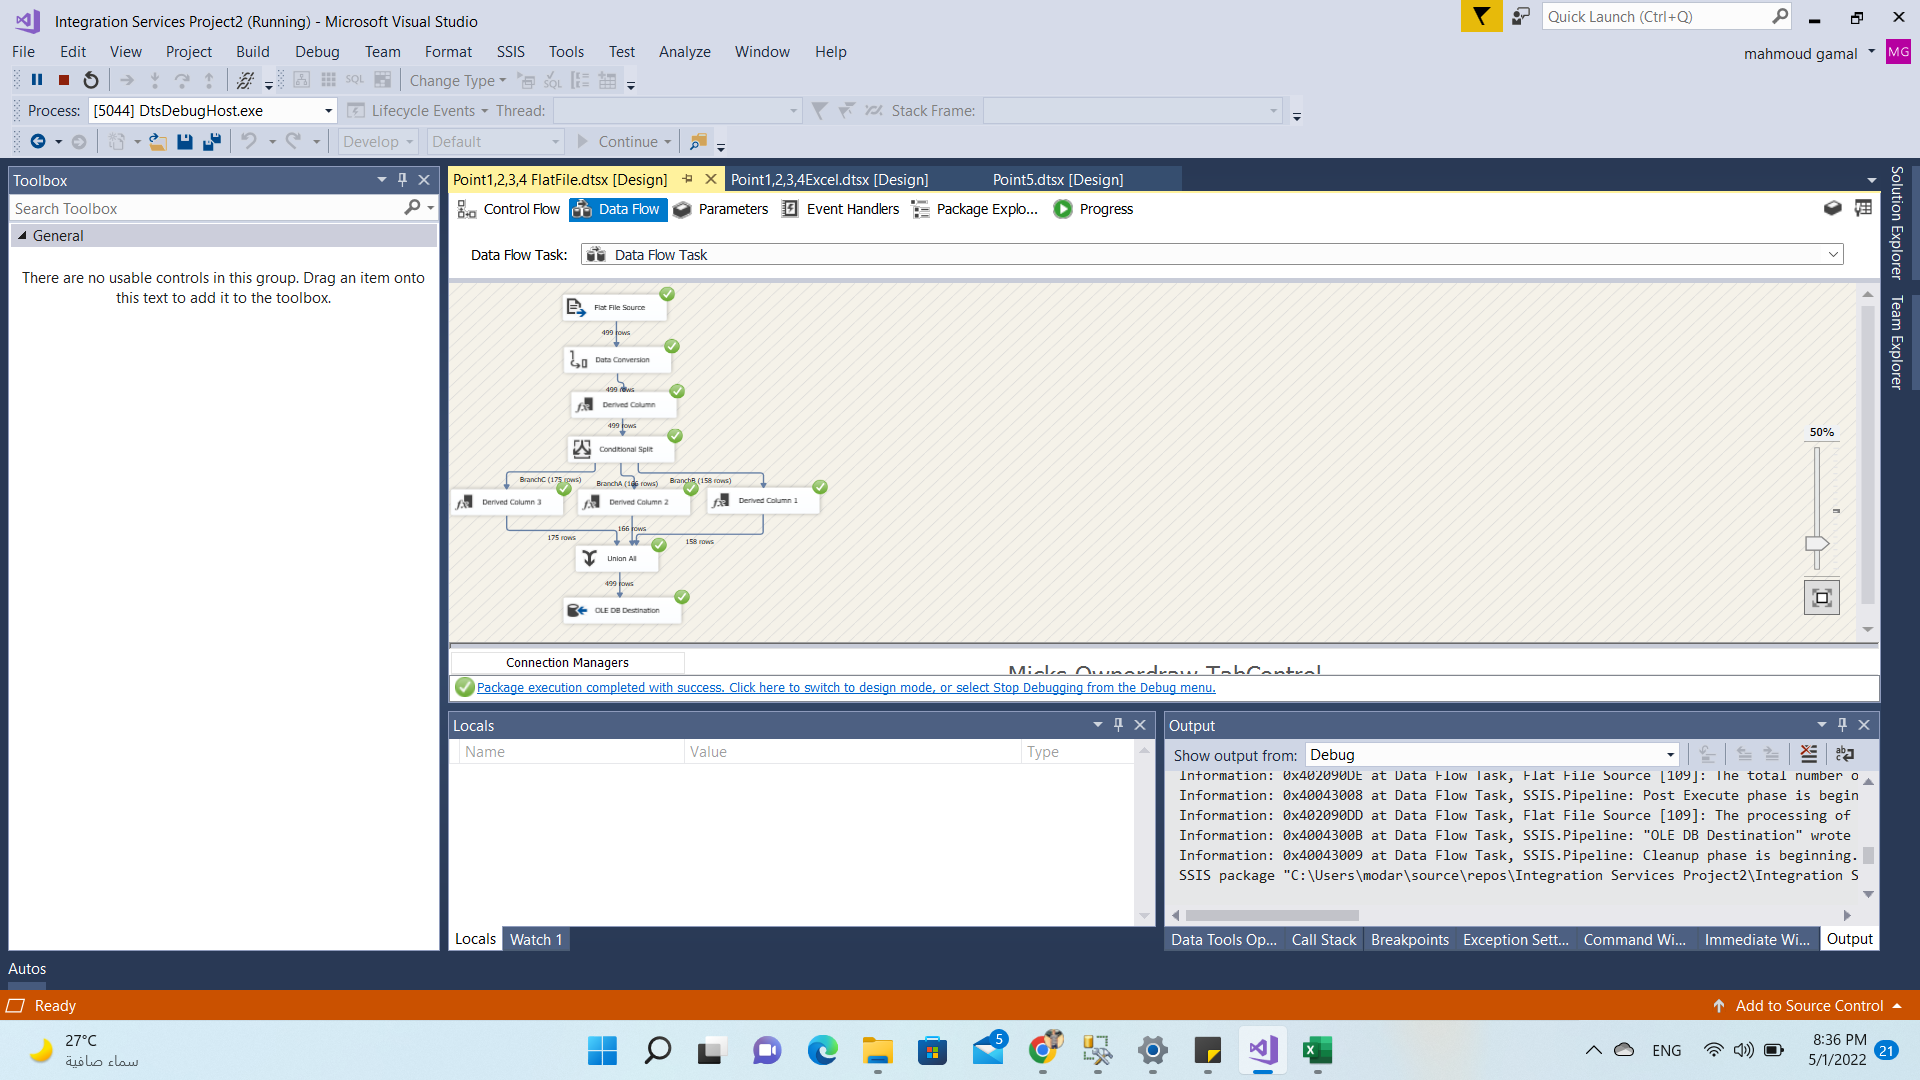 Integration Services Project2 (Running) - Microsoft Visual Studio
Quick Launch (Ctrl+Q)
File Edit View Project Build Debug Team Format SSIS Tools Test Analyze Window Help
mahmoud gamal MG
SQL Change Type SQL
Process: [5044] DtsDebugHost.exe Lifecycle Events Thread: Stack Frame:
Develop Default Continue
Toolbox
Search Toolbox
General
There are no usable controls in this group. Drag an item onto
this text to add it to the toolbox.
Point1,2,3,4 FlatFile.dtsx [Design] Point1,2,3,4Excel.dtsx [Design] Point5.dtsx [Design]
Control Flow Data Flow Parameters Event Handlers Package Explo... Progress
Data Flow Task: Data Flow Task
Solution Explorer
Team Explorer
Flat File Source
499 rows
Data Conversion
499 rows
Derived Column
499 rows
Conditional Split
BranchC (175 rows) BranchA (166 rows) BranchB (158 rows)
Derived Column 3 Derived Column 2 Derived Column 1
175 rows 166 rows 158 rows
Union All
499 rows
OLE DB Destination
50%
Connection Managers
Micks Ownerdraw TabControl
Package execution completed with success. Click here to switch to design mode, or select Stop Debugging from the Debug menu.
Locals
Name Value Type
Locals Watch 1
Output
Show output from: Debug
Information: 0x402090DE at Data Flow Task, Flat File Source [109]: The total number o
Information: 0x40043008 at Data Flow Task, SSIS.Pipeline: Post Execute phase is begin
Information: 0x402090DD at Data Flow Task, Flat File Source [109]: The processing of
Information: 0x4004300B at Data Flow Task, SSIS.Pipeline: "OLE DB Destination" wrote
Information: 0x40043009 at Data Flow Task, SSIS.Pipeline: Cleanup phase is beginning.
SSIS package "C:\Users\modar\source\repos\Integration Services Project2\Integration S
Data Tools Op... Call Stack Breakpoints Exception Sett... Command Wi... Immediate Wi... Output
Autos
Ready
Add to Source Control
27°C
سماء صافية
5
ENG
8:36 PM
5/1/2022
21